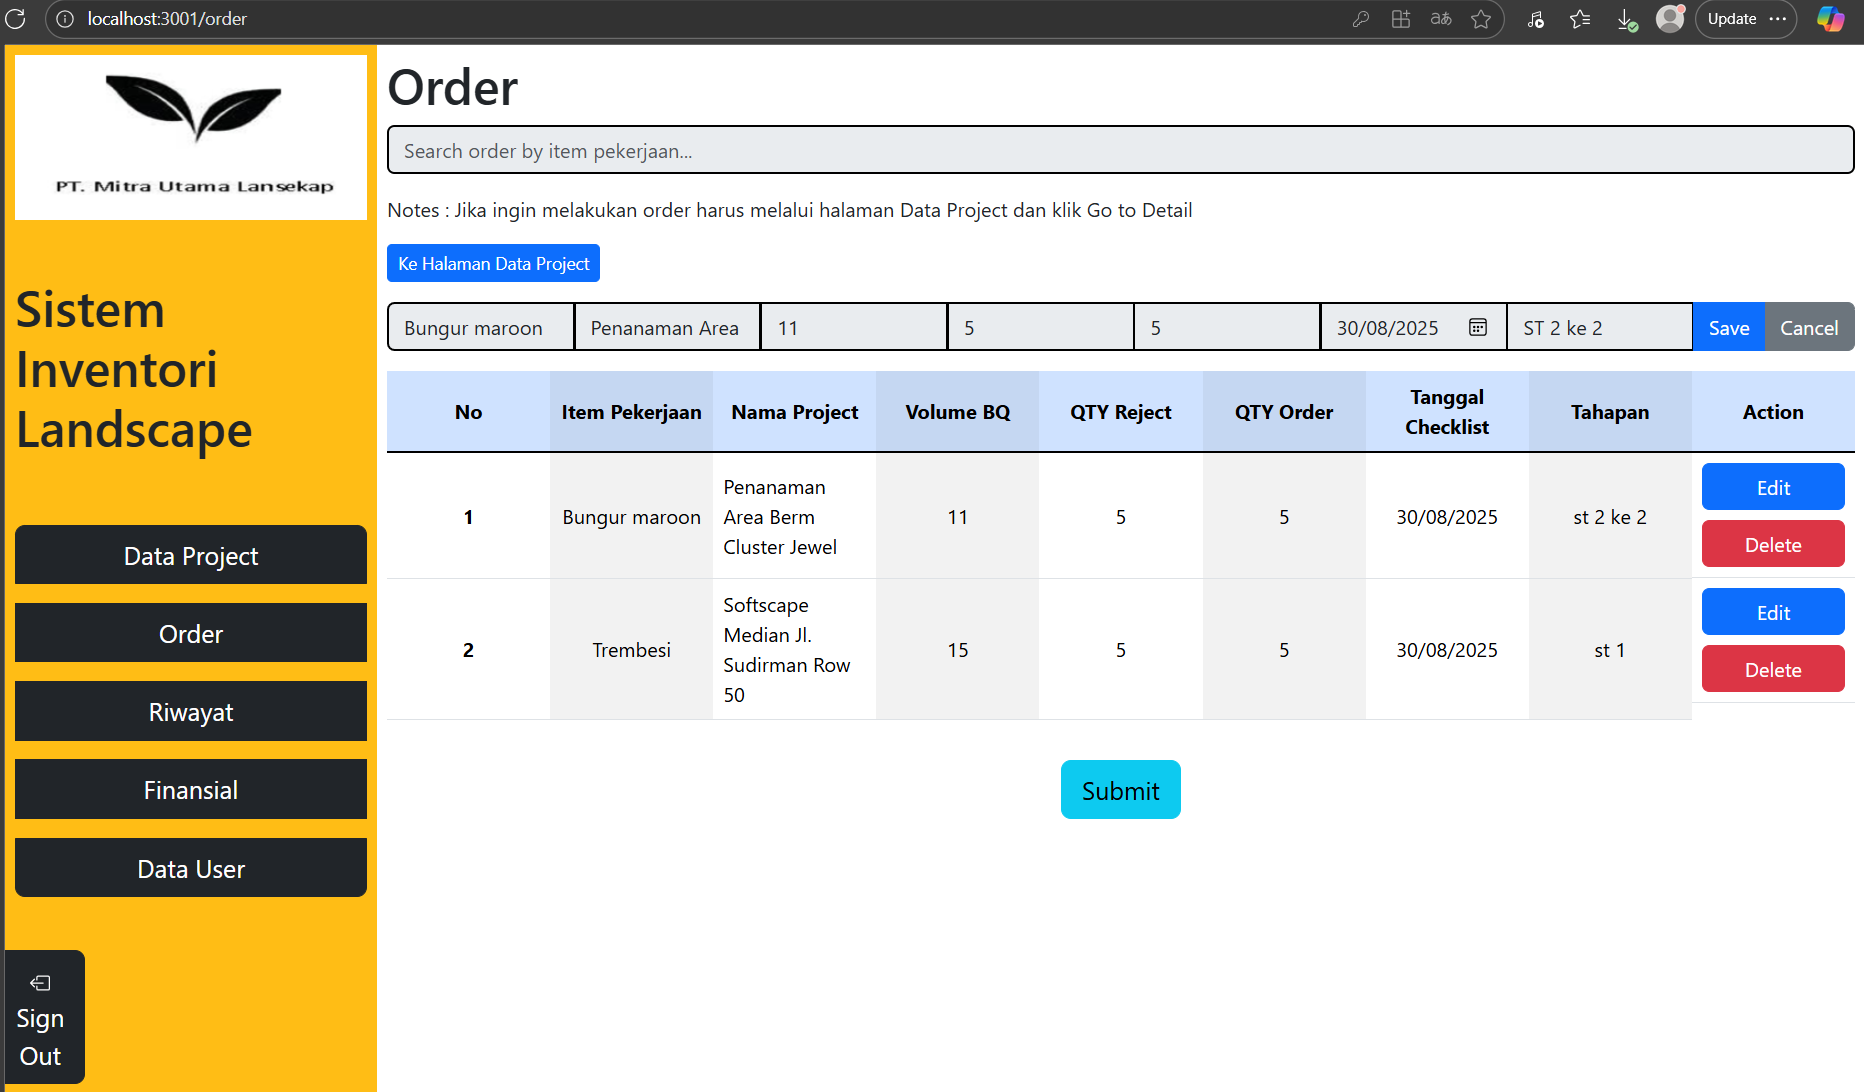 localhost:3001/order
Update
PT. Mitra Utama Lansekap
Sistem
Inventori
Landscape
Data Project
Order
Riwayat
Finansial
Data User
Sign
Out
Order
Search order by item pekerjaan...
Notes : Jika ingin melakukan order harus melalui halaman Data Project dan klik Go to Detail
Ke Halaman Data Project
Bungur maroon Penanaman Area 11 5 5 30/08/2025 ST 2 ke 2 Save Cancel
No Item Pekerjaan Nama Project Volume BQ QTY Reject QTY Order Tanggal Checklist Tahapan Action
1 Bungur maroon Penanaman Area Berm Cluster Jewel 11 5 5 30/08/2025 st 2 ke 2 Edit Delete
2 Trembesi Softscape Median Jl. Sudirman Row 50 15 5 5 30/08/2025 st 1 Edit Delete
Submit